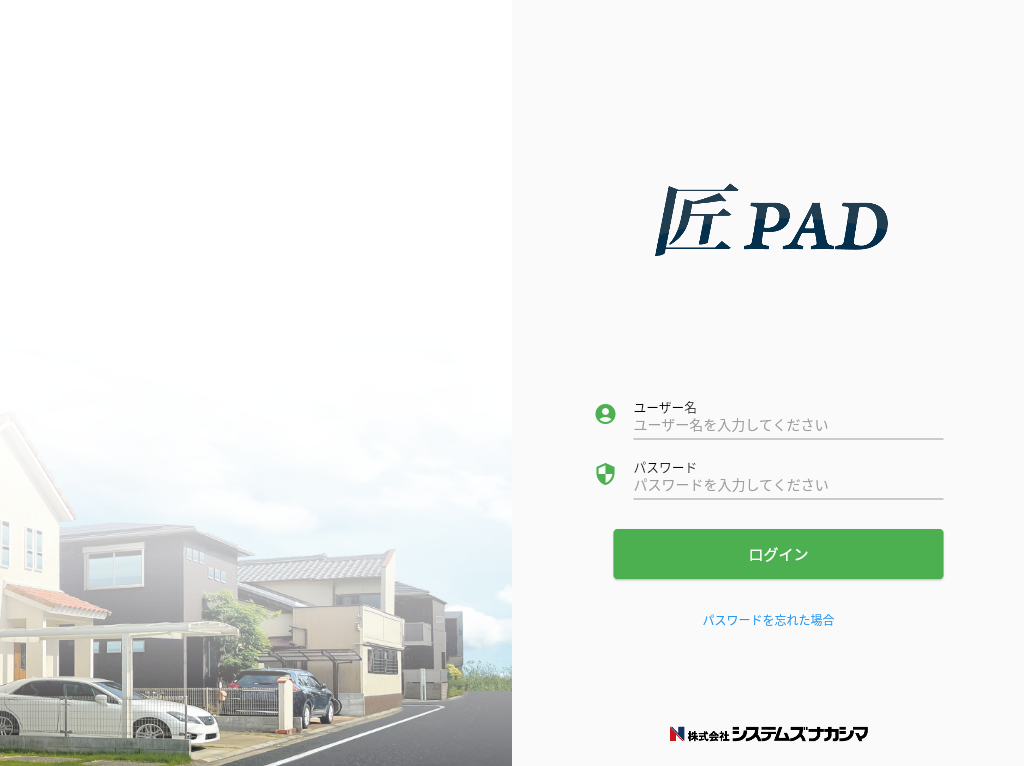 匠 PAD
ユーザー名
ユーザー名を入力してください
パスワード
パスワードを入力してください
ログイン
パスワードを忘れた場合
株式会社 システムズナカシマ